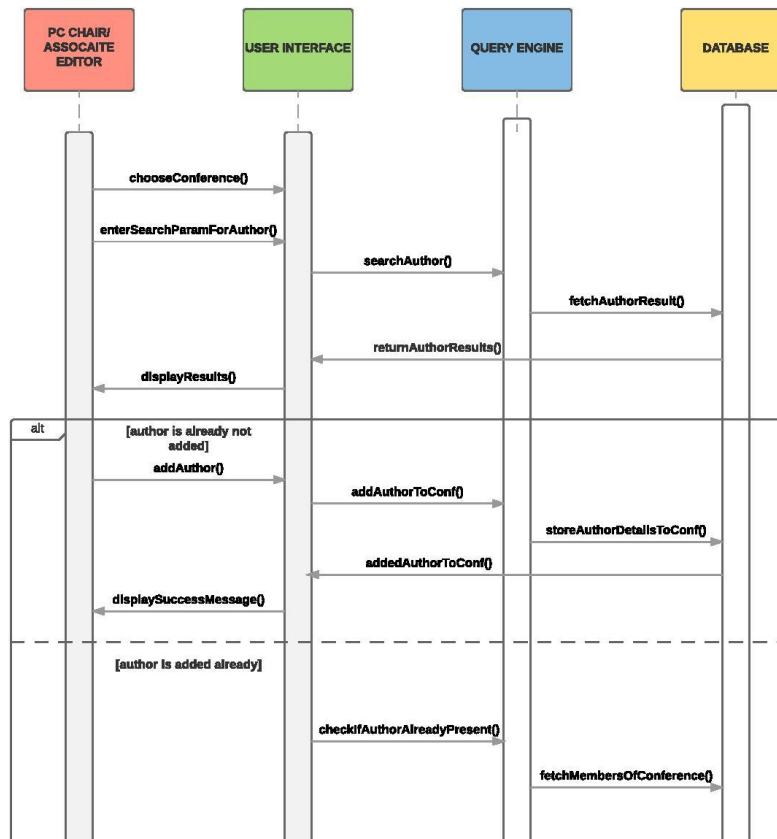 PC CHAIR/
ASSOCAITE
EDITOR
USER INTERFACE
QUERY ENGINE
DATABASE
chooseConference()
enterSearchParamForAuthor()
searchAuthor()
fetchAuthorResult()
returnAuthorResults()
displayResults()
alt
[author is already not
added]
addAuthor()
addAuthorToConf()
storeAuthorDetailsToConf()
addedAuthorToConf()
displaySuccessMessage()
[author is added already]
checkIfAuthorAlreadyPresent()
fetchMembersOfConference()